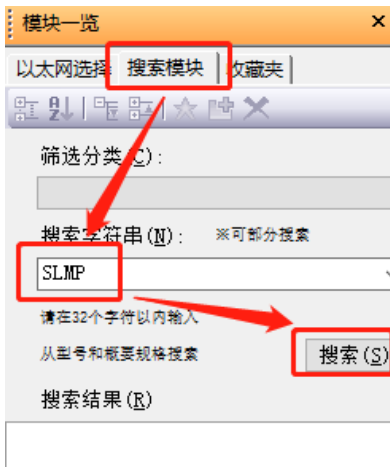 模块一览
以太网选择 搜索模块 收藏夹
筛选分类(C):
搜索字符串(N): ※可部分搜索
SLMP
请在32个字符以内输入
从型号和概要规格搜索 搜索(S)
搜索结果(R)